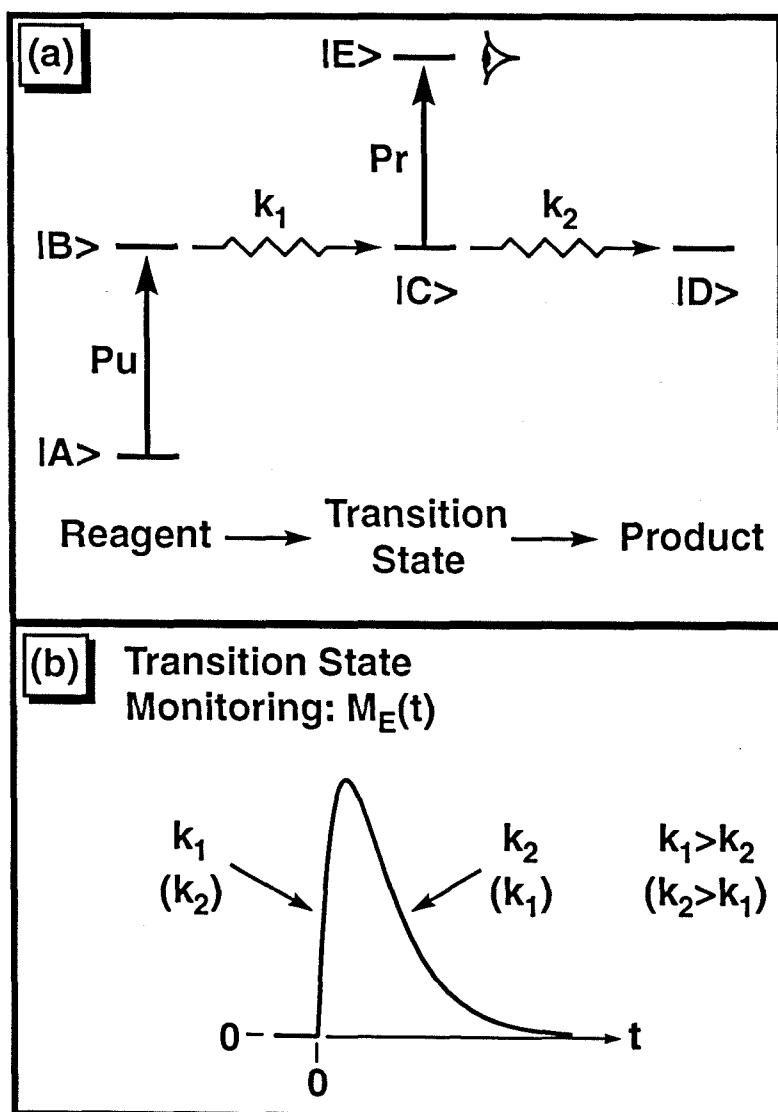 (a)
|E>
Pr
k₁
k₂
|B>
|C>
|D>
Pu
|A>
Reagent → Transition State → Product
(b)
Transition State
Monitoring: M_E(t)
k₁
(k₂)
k₂
(k₁)
k₁>k₂
(k₂>k₁)
0
t
0